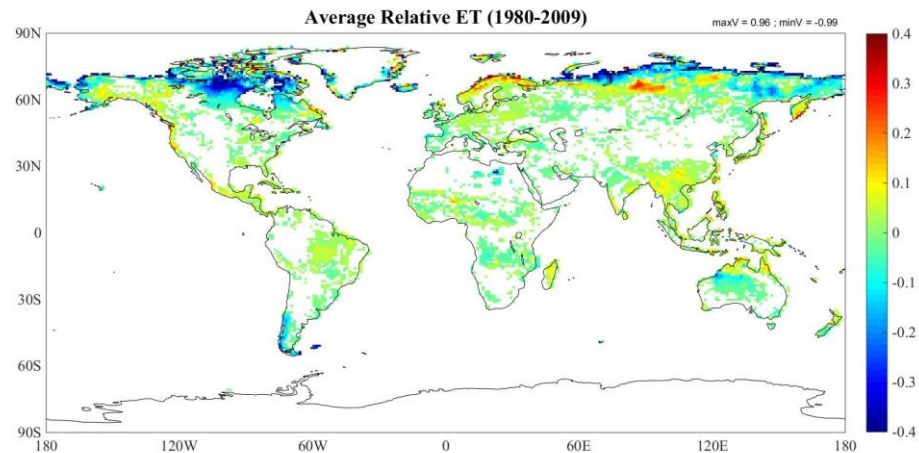 Average Relative ET (1980-2009)
maxV = 0.96 ; minV = -0.99
90N
60N
30N
0
30S
60S
90S
180
120W
60W
0
60E
120E
180
0.4
0.3
0.2
0.1
0
-0.1
-0.2
-0.3
-0.4